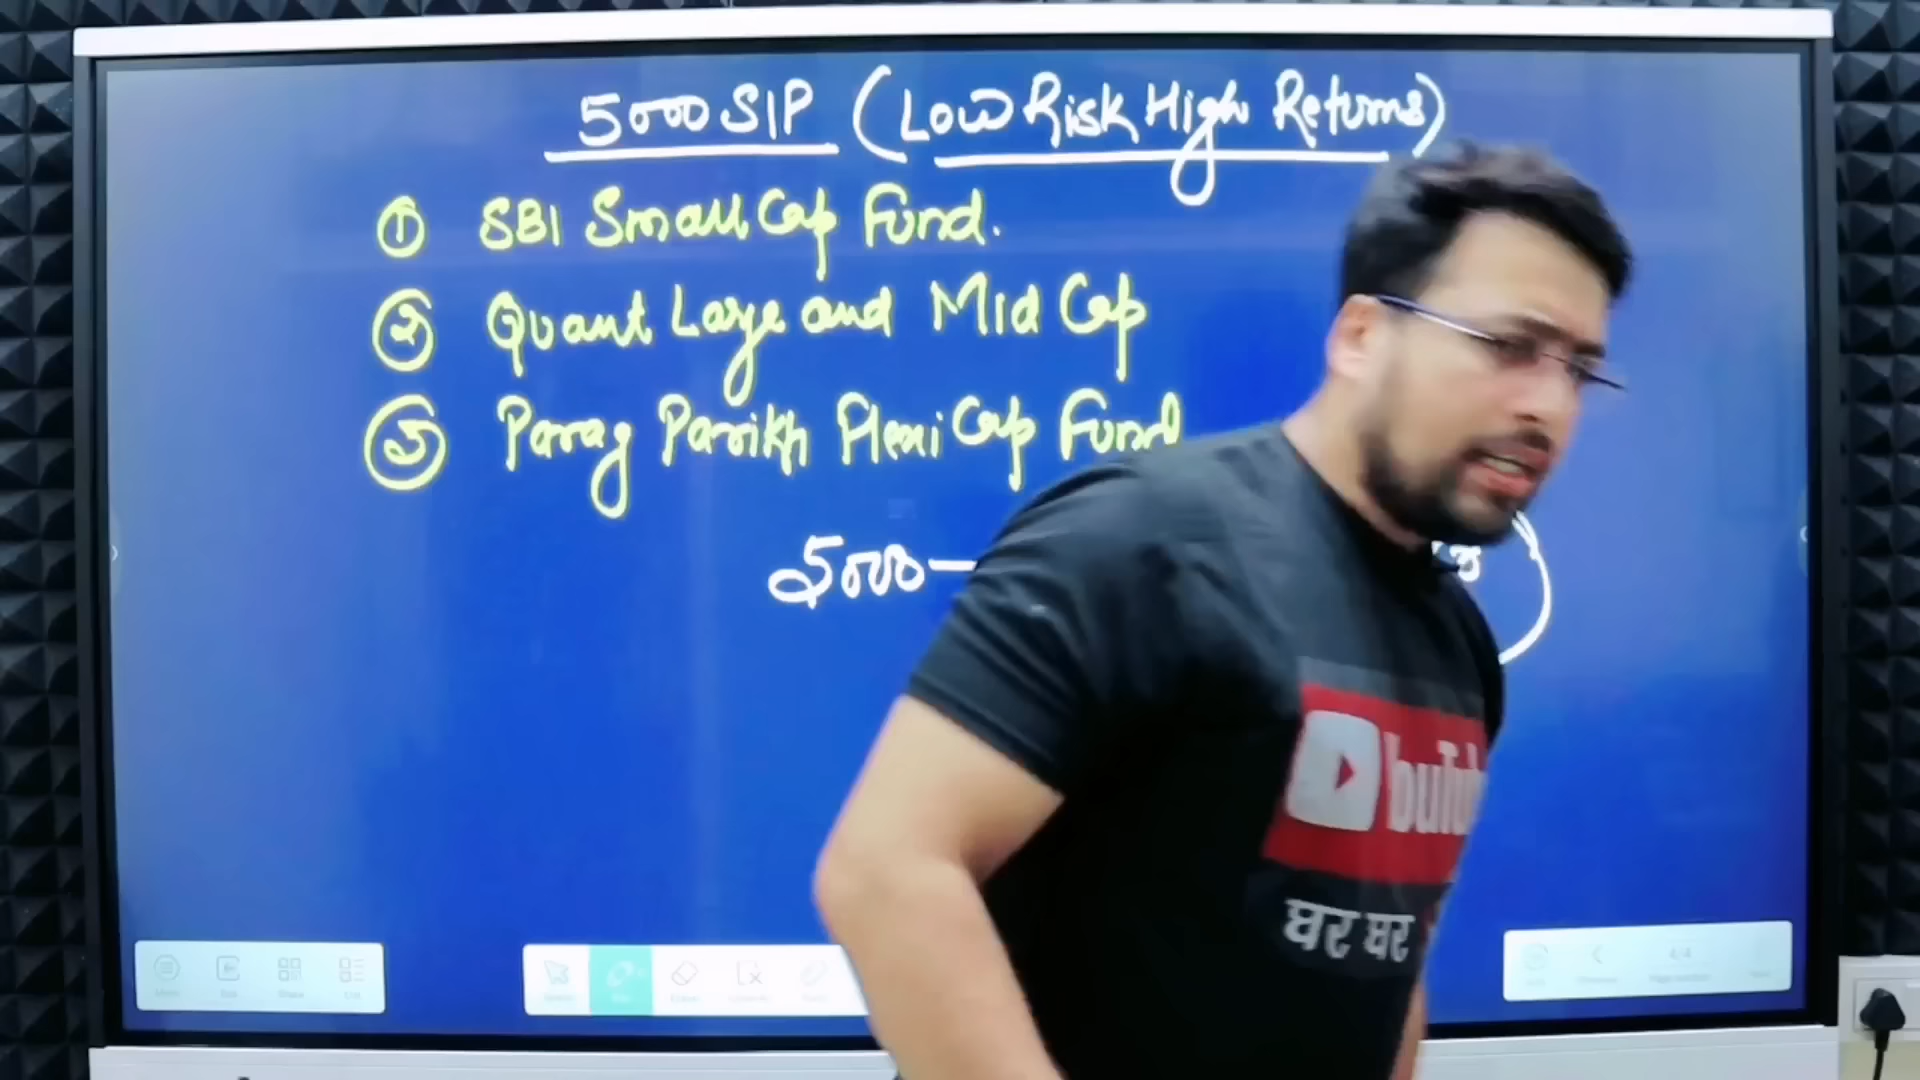 5000 SIP (Low Risk High Returns)
① SBI Small Cap Fund.
② Quant Large and Mid Cap
③ Parag Parikh Flexi Cap Fund
5000 —
YouTube
घर घर